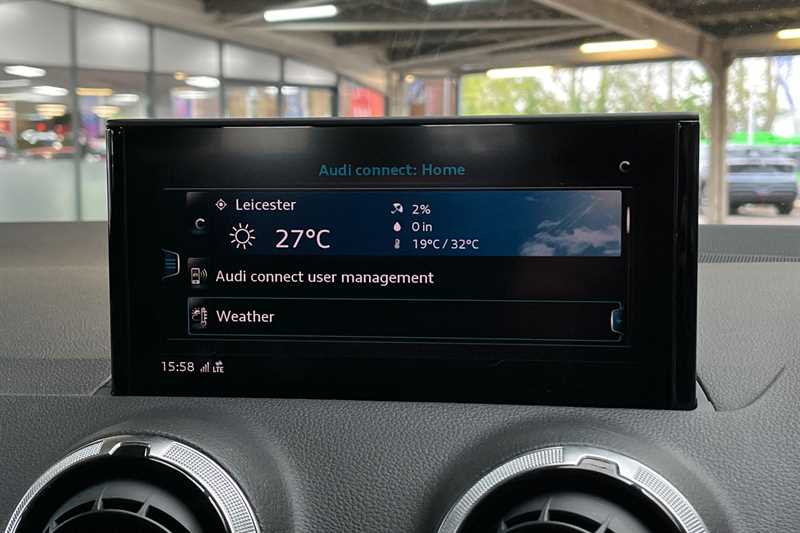 Audi connect: Home
Leicester
2%
27°C
0 in
19°C / 32°C
Audi connect user management
Weather
15:58 LTE